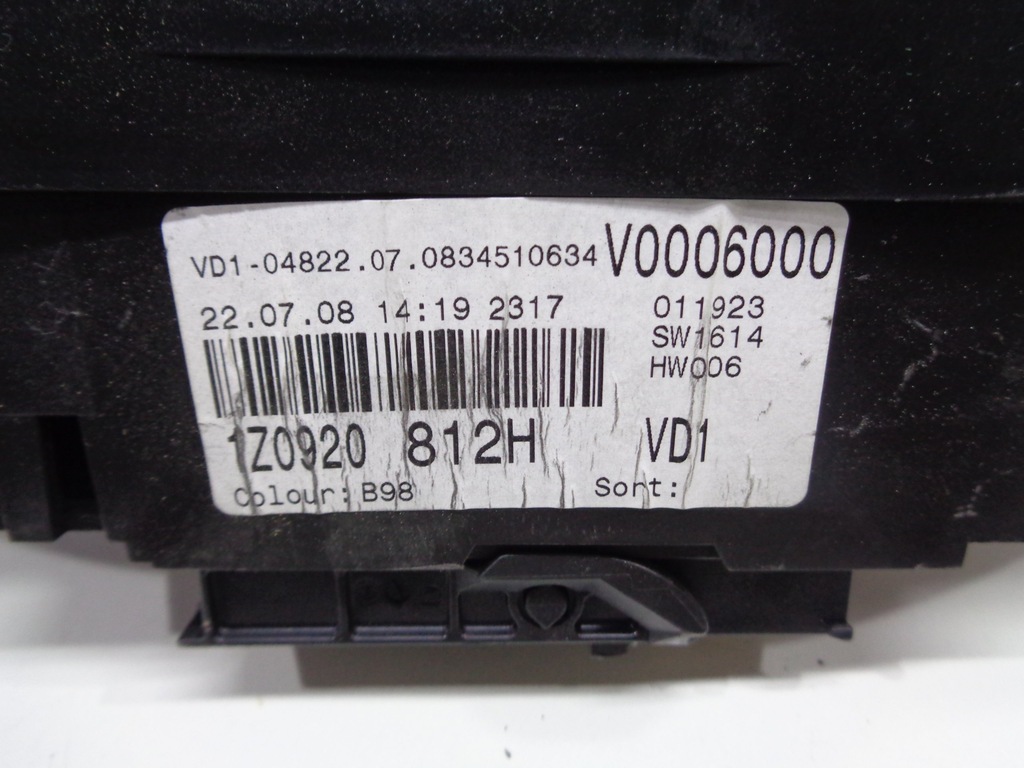 VD1-04822.07.0834510634 V0006000
22.07.08 14:19 2317 011923
SW1614
HW006
1Z0920 812H VD1
Colour: B98 Sort: